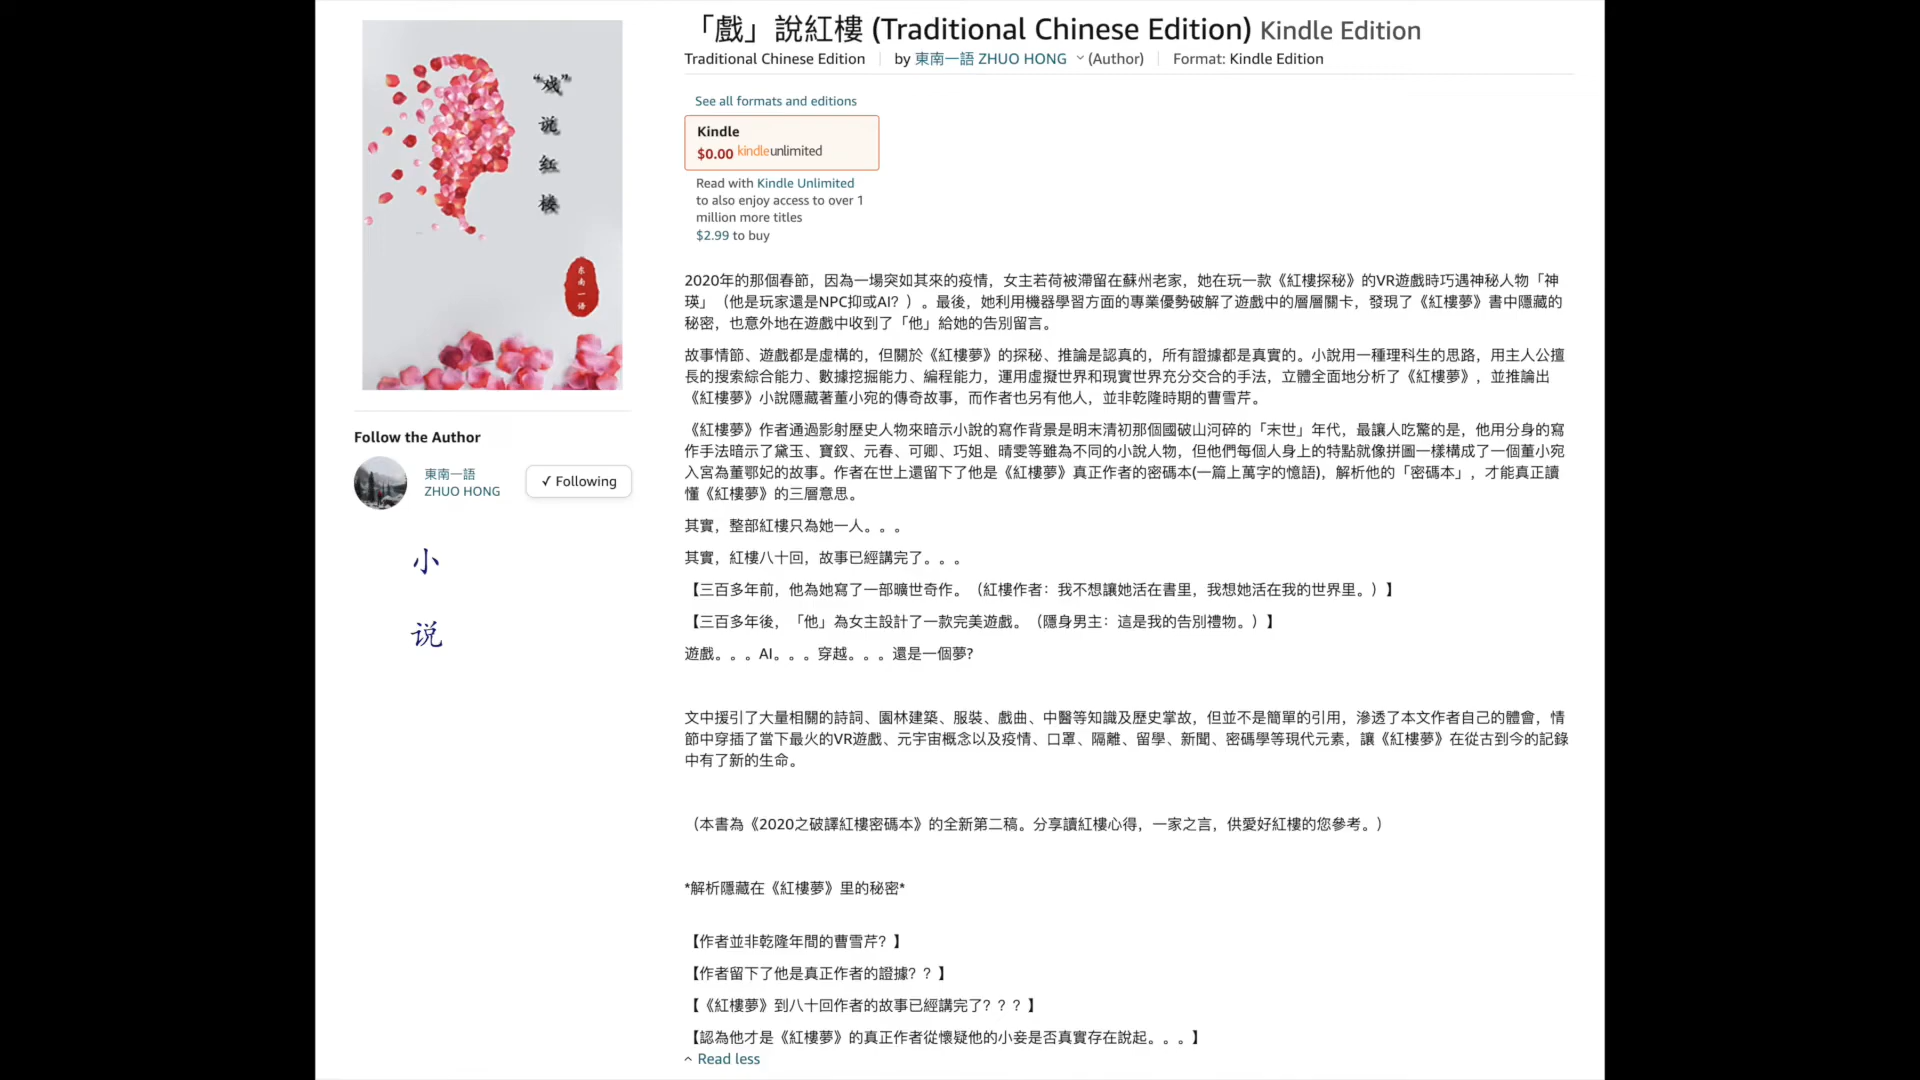 「戲」說紅樓 (Traditional Chinese Edition) Kindle Edition
Traditional Chinese Edition by 東南一語 ZHUO HONG (Author) Format: Kindle Edition
“戏”
说
红
楼
东南一语
See all formats and editions
Kindle
$0.00 kindleunlimited
Read with Kindle Unlimited
to also enjoy access to over 1
million more titles
$2.99 to buy
Follow the Author
東南一語
ZHUO HONG
✓ Following
小
说
2020年的那個春節，因為一場突如其來的疫情，女主若荷被滯留在蘇州老家，她在玩一款《紅樓探秘》的VR遊戲時巧遇神秘人物「神
瑛」（他是玩家還是NPC抑或AI？）。最後，她利用機器學習方面的專業優勢破解了遊戲中的層層關卡，發現了《紅樓夢》書中隱藏的
秘密，也意外地在遊戲中收到了「他」給她的告別留言。
故事情節、遊戲都是虛構的，但關於《紅樓夢》的探秘、推論是認真的，所有證據都是真實的。小說用一種理科生的思路，用主人公擅
長的搜索綜合能力、數據挖掘能力、編程能力，運用虛擬世界和現實世界充分交合的手法，立體全面地分析了《紅樓夢》，並推論出
《紅樓夢》小說隱藏著董小宛的傳奇故事，而作者也另有他人，並非乾隆時期的曹雪芹。
《紅樓夢》作者通過影射歷史人物來暗示小說的寫作背景是明末清初那個國破山河碎的「末世」年代，最讓人吃驚的是，他用分身的寫
作手法暗示了黛玉、寶釵、元春、可卿、巧姐、晴雯等雖為不同的小說人物，但他們每個人身上的特點就像拼圖一樣構成了一個董小宛
入宮為董鄂妃的故事。作者在世上還留下了他是《紅樓夢》真正作者的密碼本(一篇上萬字的憶語)，解析他的「密碼本」，才能真正讀
懂《紅樓夢》的三層意思。
其實，整部紅樓只為她一人。。。
其實，紅樓八十回，故事已經講完了。。。
【三百多年前，他為她寫了一部曠世奇作。（紅樓作者：我不想讓她活在書里，我想她活在我的世界里。）】
【三百多年後，「他」為女主設計了一款完美遊戲。（隱身男主：這是我的告別禮物。）】
遊戲。。。AI。。。穿越。。。還是一個夢?
文中援引了大量相關的詩詞、園林建築、服裝、戲曲、中醫等知識及歷史掌故，但並不是簡單的引用，滲透了本文作者自己的體會，情
節中穿插了當下最火的VR遊戲、元宇宙概念以及疫情、口罩、隔離、留學、新聞、密碼學等現代元素，讓《紅樓夢》在從古到今的記錄
中有了新的生命。
（本書為《2020之破譯紅樓密碼本》的全新第二稿。分享讀紅樓心得，一家之言，供愛好紅樓的您參考。）
*解析隱藏在《紅樓夢》里的秘密*
【作者並非乾隆年間的曹雪芹？】
【作者留下了他是真正作者的證據？？】
【《紅樓夢》到八十回作者的故事已經講完了？？？】
【認為他才是《紅樓夢》的真正作者從懷疑他的小妾是否真實存在說起。。。】
Read less